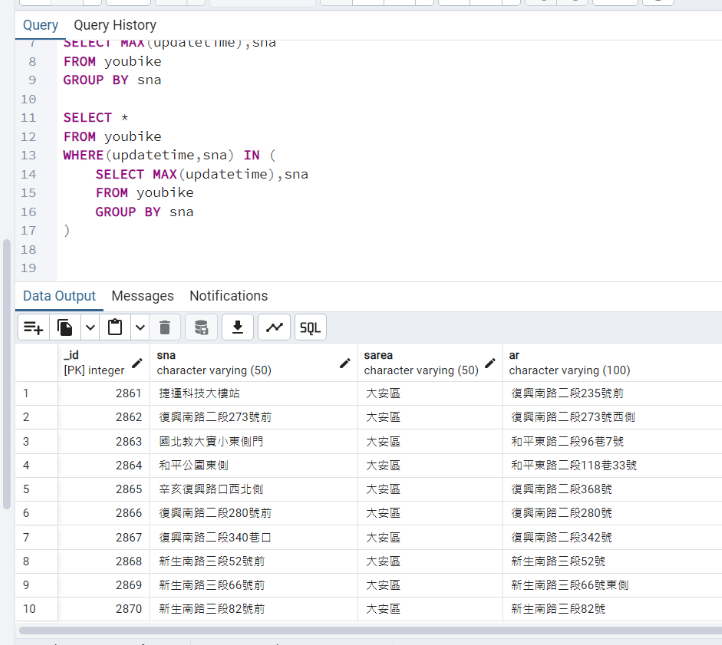 Query Query History
7 SELECT MAX(updatetime),sna
8 FROM youbike
9 GROUP BY sna
10
11 SELECT *
12 FROM youbike
13 WHERE(updatetime,sna) IN (
14 SELECT MAX(updatetime),sna
15 FROM youbike
16 GROUP BY sna
17 )
18
19
Data Output Messages Notifications
SQL
_id sna sarea ar
[PK] integer character varying (50) character varying (50) character varying (100)
1 2861 捷運科技大樓站 大安區 復興南路二段235號前
2 2862 復興南路二段273號前 大安區 復興南路二段273號西側
3 2863 國北教大實小東側門 大安區 和平東路二段96巷7號
4 2864 和平公園東側 大安區 和平東路二段118巷33號
5 2865 辛亥復興路口西北側 大安區 復興南路二段368號
6 2866 復興南路二段280號前 大安區 復興南路二段280號
7 2867 復興南路二段340巷口 大安區 復興南路二段342號
8 2868 新生南路三段52號前 大安區 新生南路三段52號
9 2869 新生南路三段66號前 大安區 新生南路三段66號東側
10 2870 新生南路三段82號前 大安區 新生南路三段82號